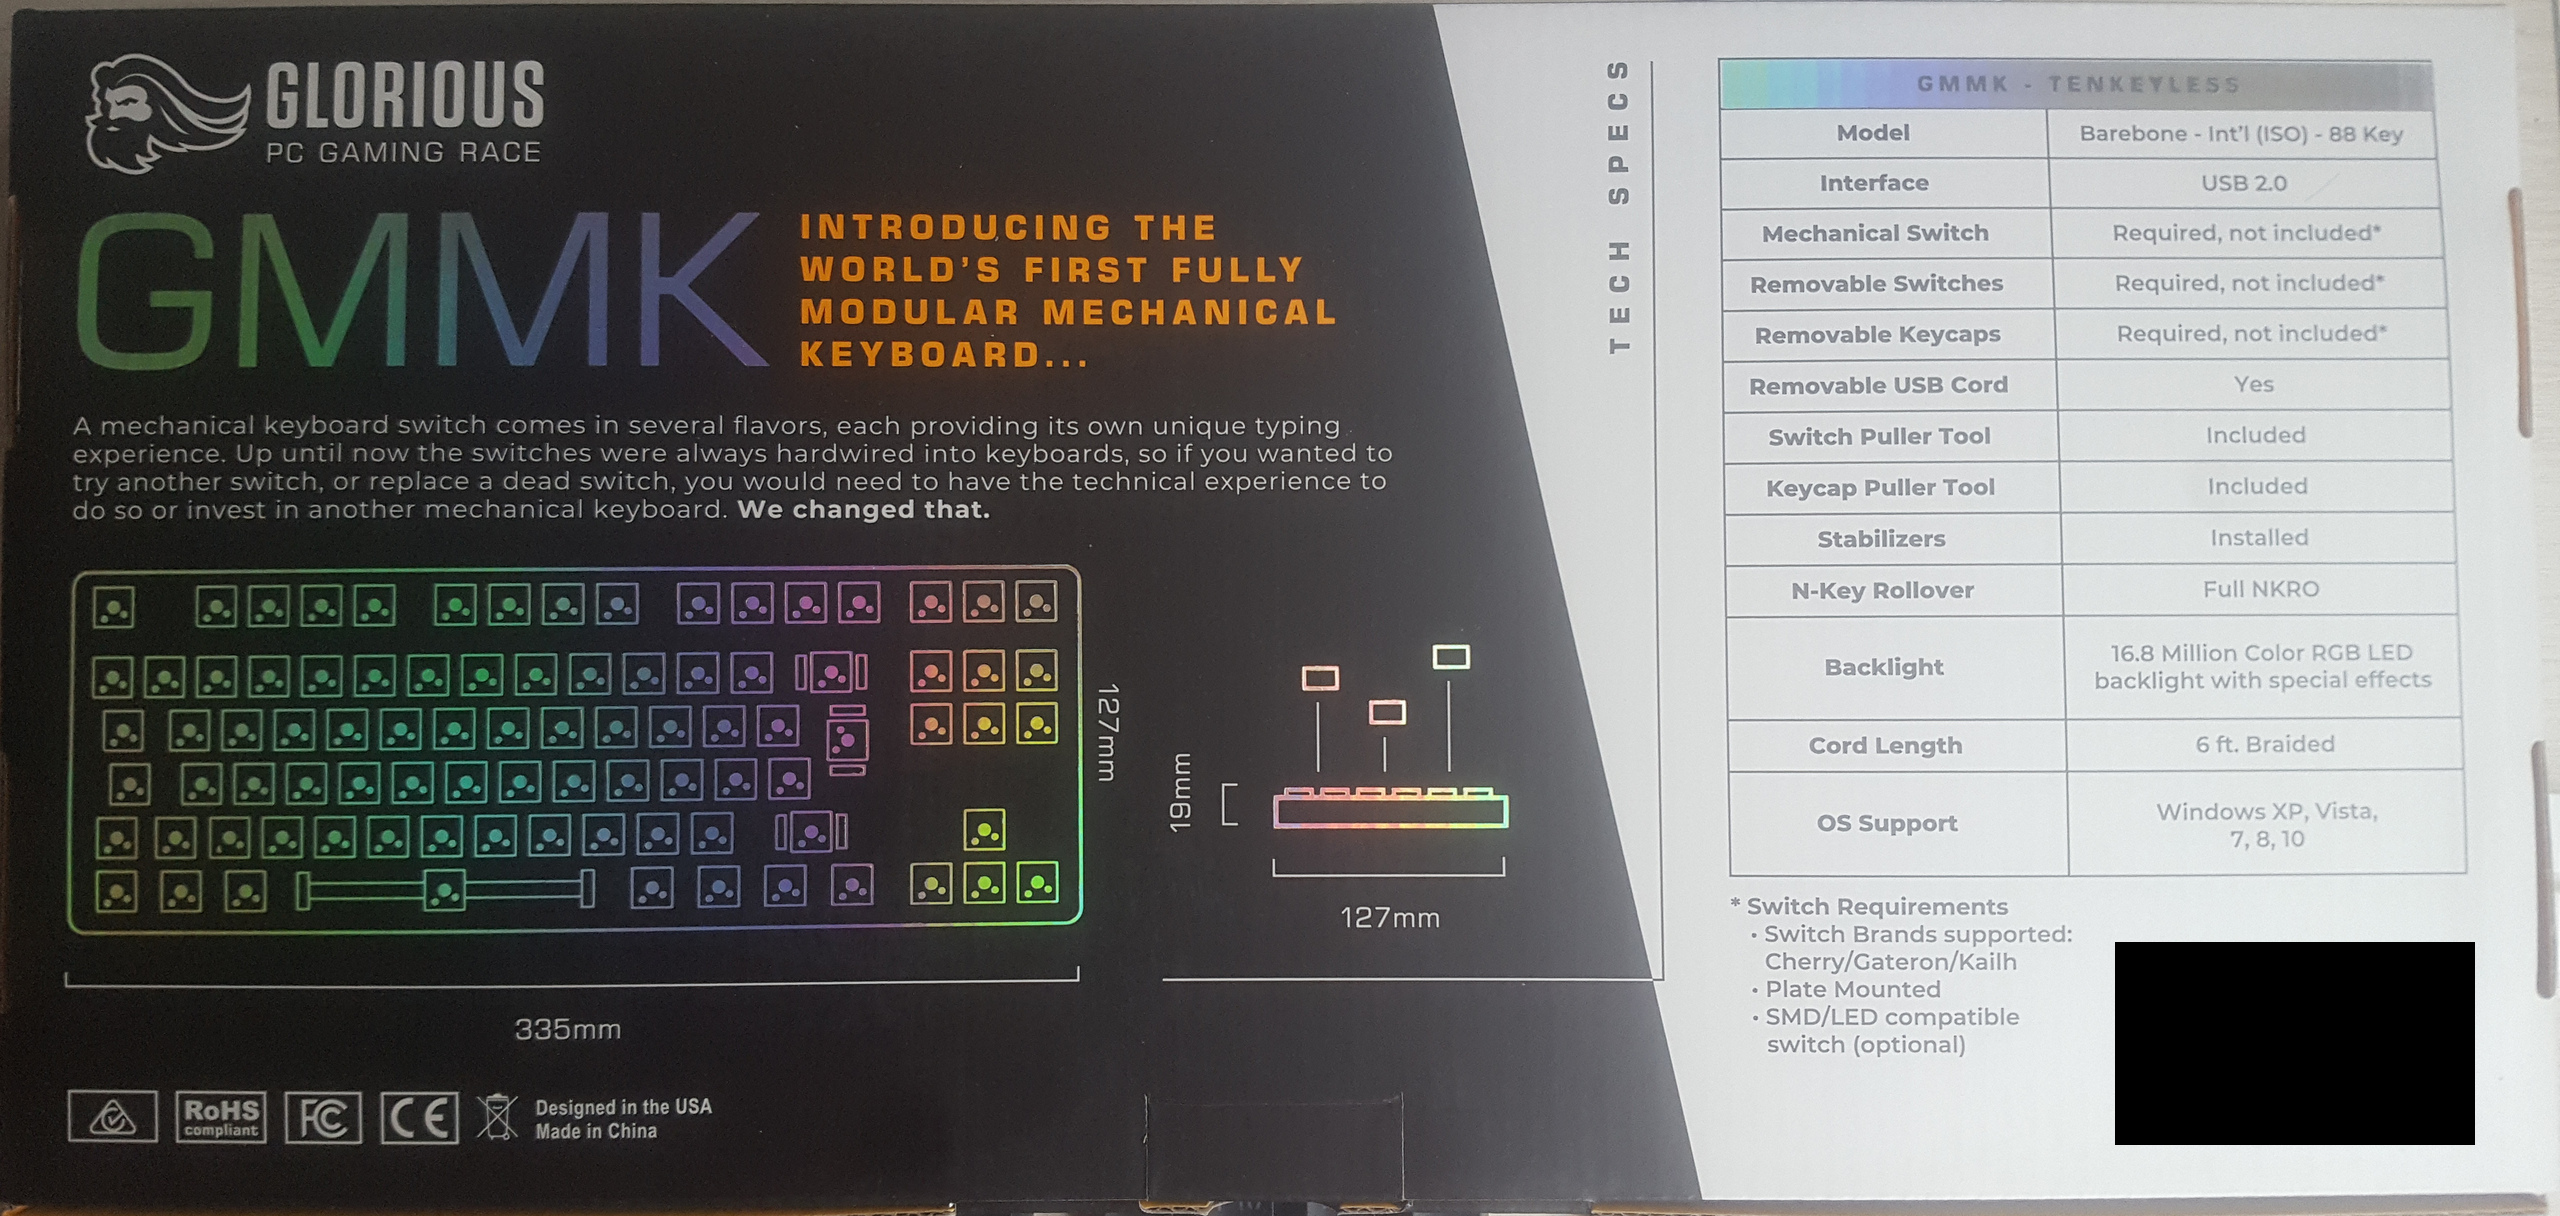 GLORIOUS
PC GAMING RACE
GMMK
INTRODUCING THE
WORLD'S FIRST FULLY
MODULAR MECHANICAL
KEYBOARD...
A mechanical keyboard switch comes in several flavors, each providing its own unique typing
experience. Up until now the switches were always hardwired into keyboards, so if you wanted to
try another switch, or replace a dead switch, you would need to have the technical experience to
do so or invest in another mechanical keyboard. We changed that.
127mm
335mm
19mm
127mm
RoHS
compliant
FC
CE
Designed in the USA
Made in China
TECH SPECS
GMMK - TENKEYLESS
Model Barebone - Int'l (ISO) - 88 Key
Interface USB 2.0
Mechanical Switch Required, not included*
Removable Switches Required, not included*
Removable Keycaps Required, not included*
Removable USB Cord Yes
Switch Puller Tool Included
Keycap Puller Tool Included
Stabilizers Installed
N-Key Rollover Full NKRO
Backlight 16.8 Million Color RGB LED
backlight with special effects
Cord Length 6 ft. Braided
OS Support Windows XP, Vista,
7, 8, 10
* Switch Requirements
• Switch Brands supported:
Cherry/Gateron/Kailh
• Plate Mounted
• SMD/LED compatible
switch (optional)